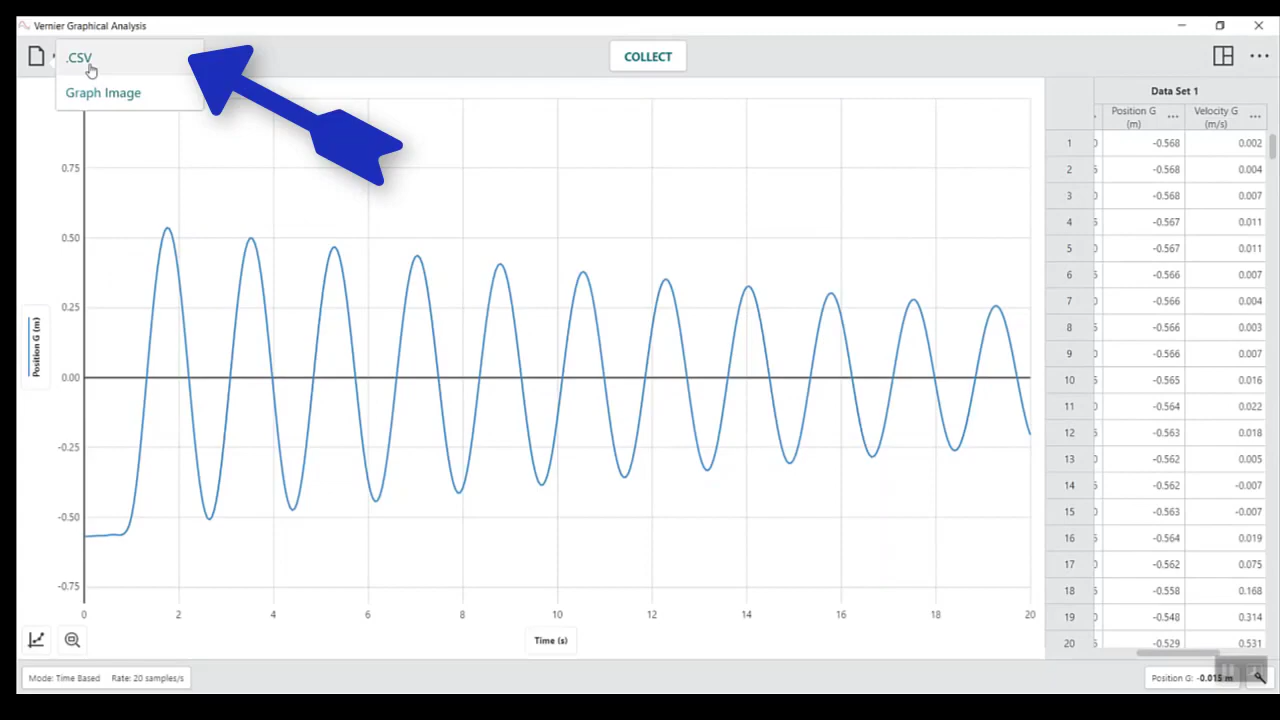 Vernier Graphical Analysis
.CSV
COLLECT
Graph Image
Data Set 1
Position G
(m)
Velocity G
(m/s)
1 -0.568 0.002
2 -0.568 0.004
3 -0.568 0.007
4 -0.567 0.011
5 -0.567 0.011
6 -0.566 0.007
7 -0.566 0.004
8 -0.566 0.003
9 -0.566 0.007
10 -0.565 0.016
11 -0.564 0.022
12 -0.563 0.018
13 -0.562 0.005
14 -0.562 -0.007
15 -0.563 -0.007
16 -0.564 0.019
17 -0.562 0.075
18 -0.558 0.168
19 -0.548 0.314
20 -0.529 0.531
0.75
0.50
0.25
0.00
-0.25
-0.50
-0.75
Position G (m)
0 2 4 6 8 10 12 14 16 18 20
Time (s)
Mode: Time Based Rate: 20 samples/s
Position G: -0.015 m